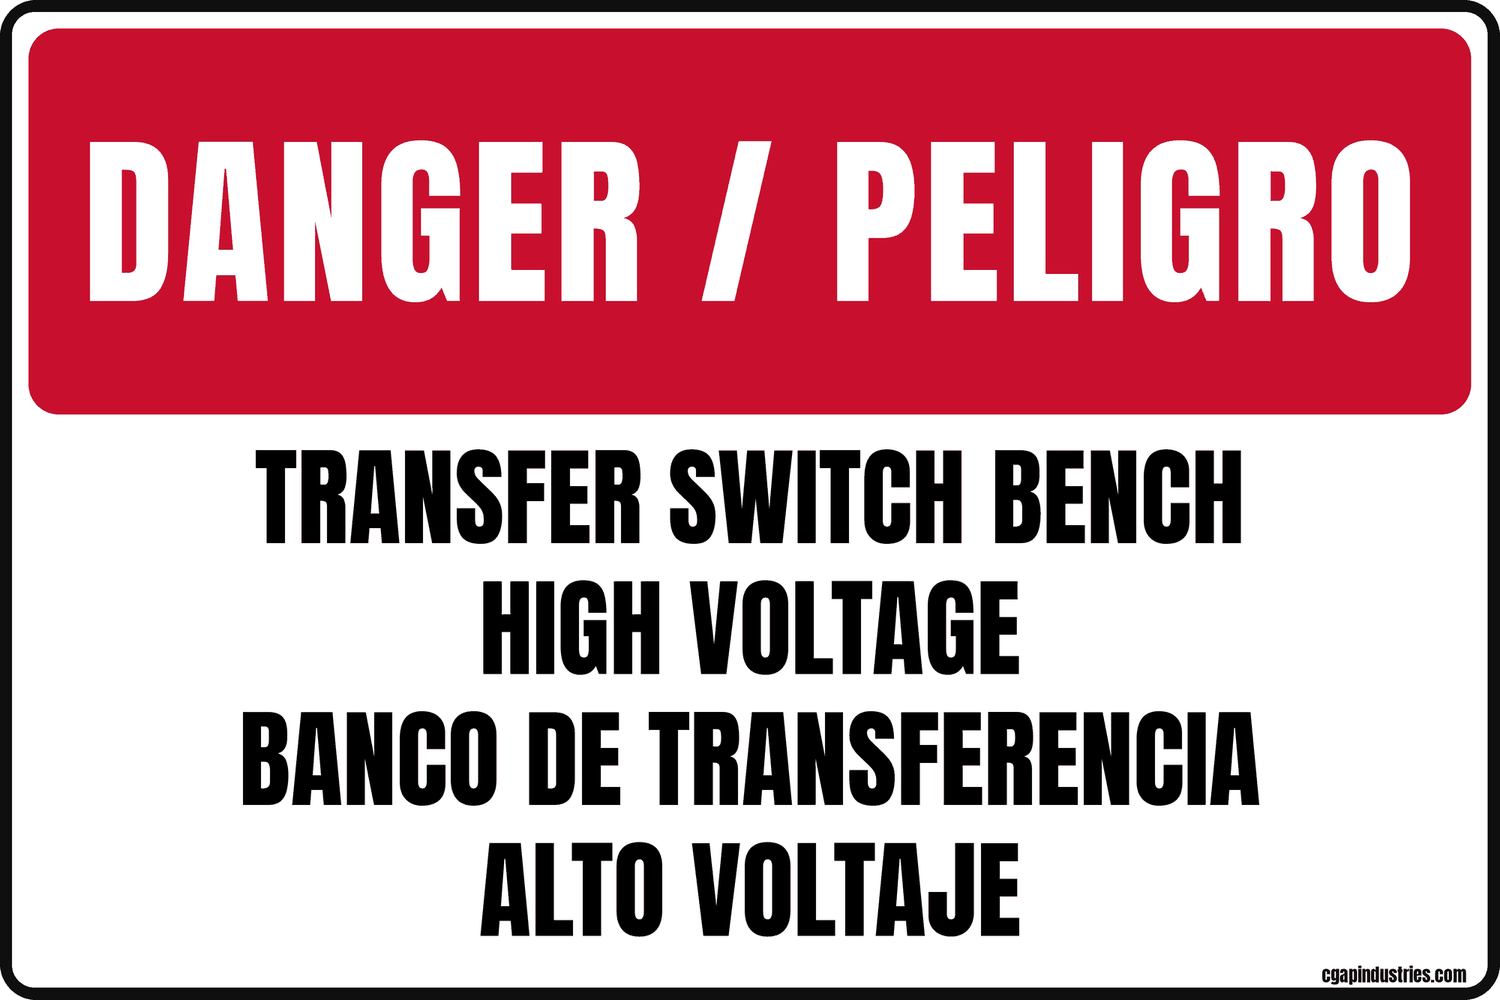 DANGER / PELIGRO
TRANSFER SWITCH BENCH
HIGH VOLTAGE
BANCO DE TRANSFERENCIA
ALTO VOLTAJE
cgapindustries.com